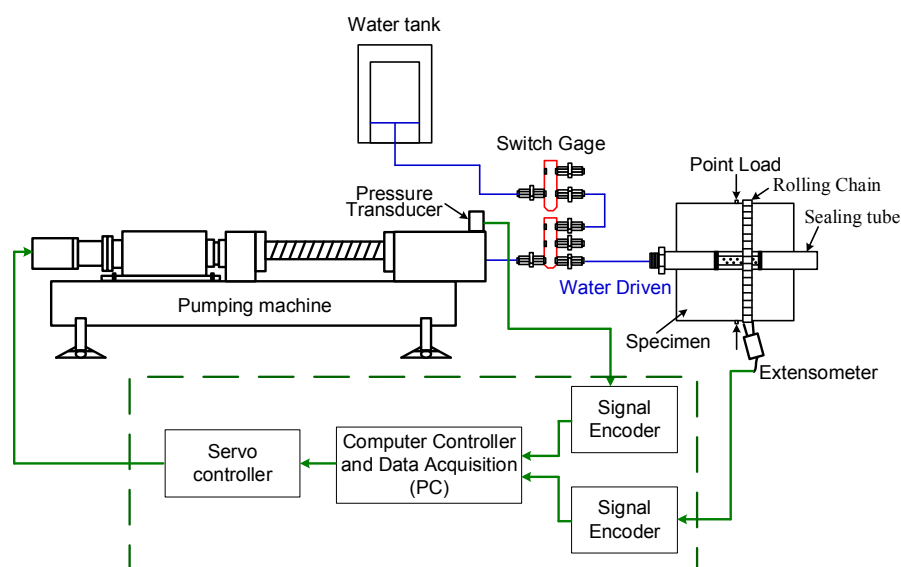 Water tank
Switch Gage
Point Load
Rolling Chain
Sealing tube
Pressure
Transducer
Water Driven
Pumping machine
Specimen
Extensometer
Signal
Encoder
Servo
controller
Computer Controller
and Data Acquisition
(PC)
Signal
Encoder